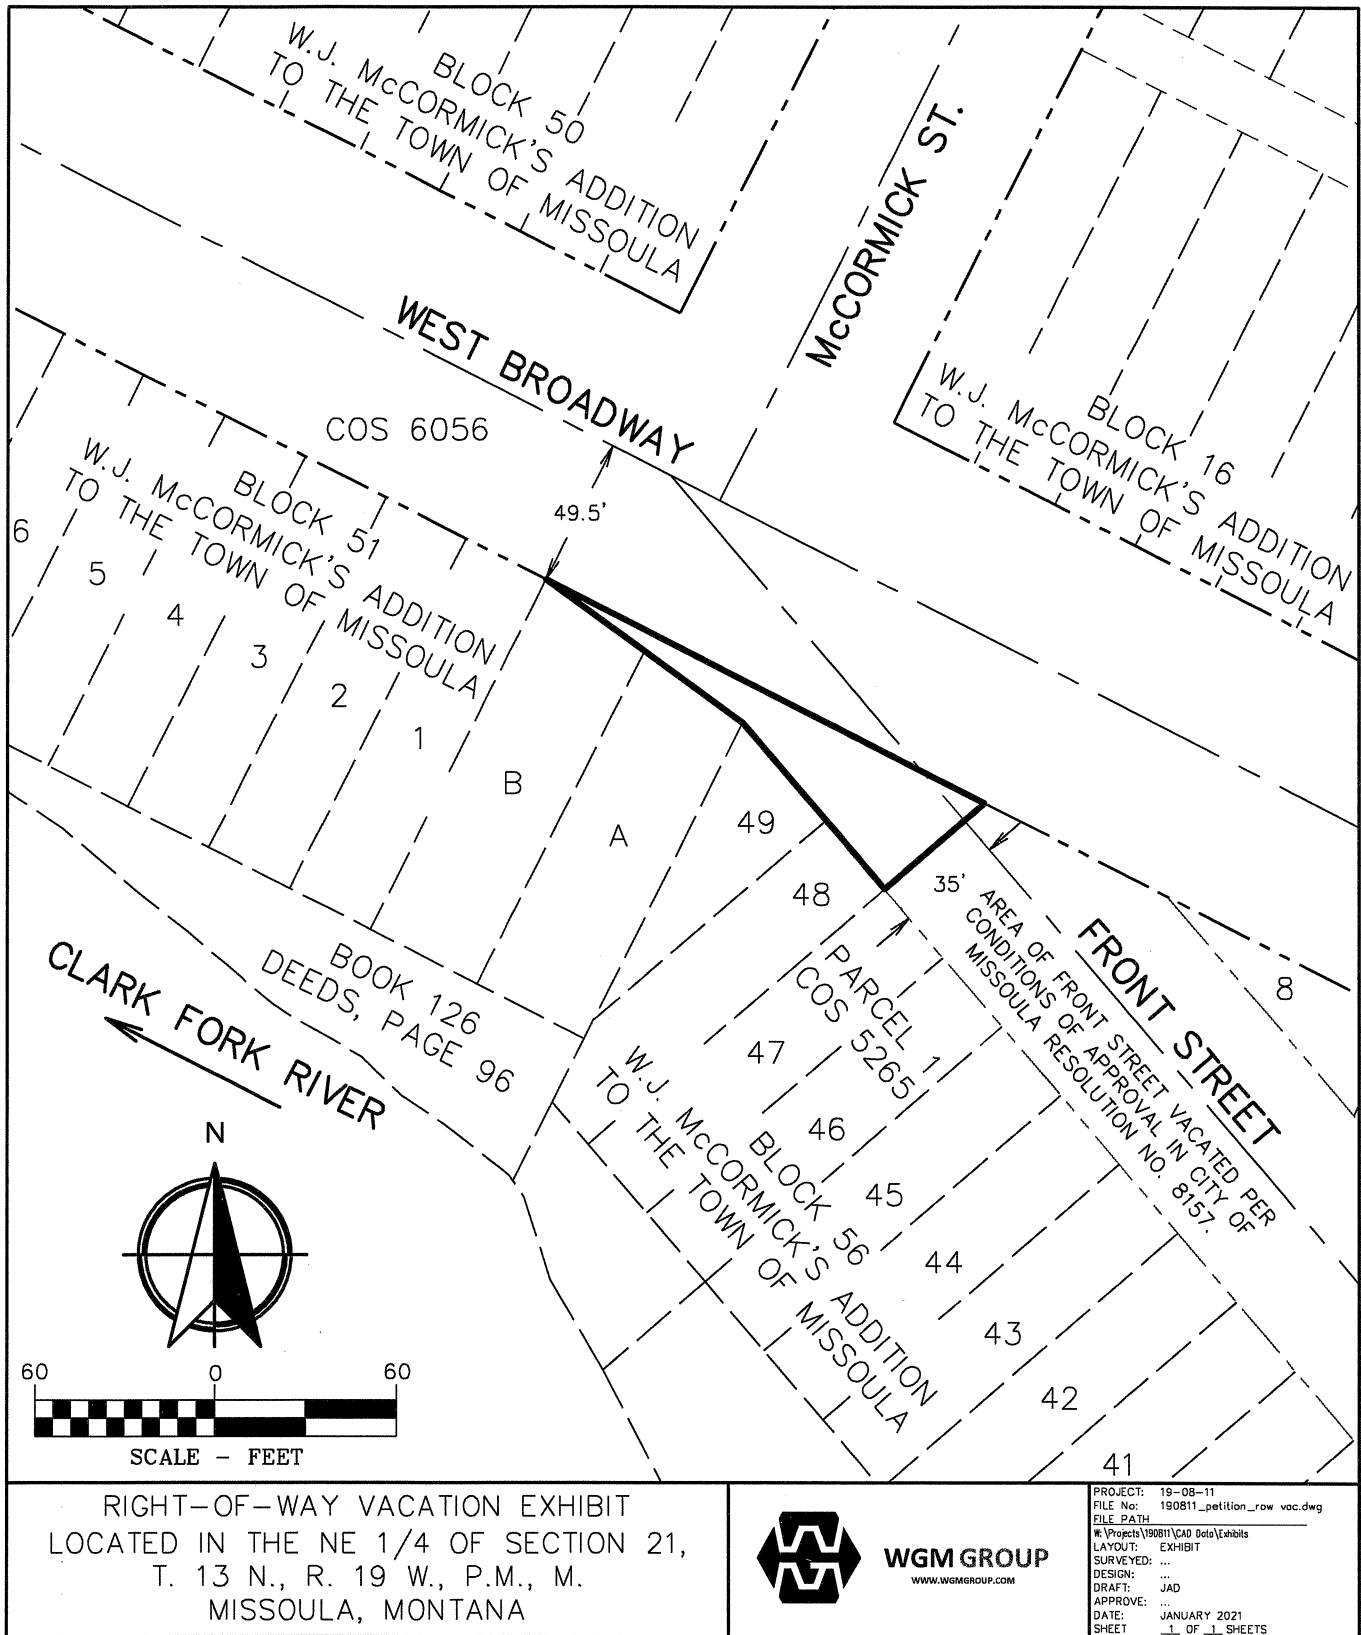 BLOCK 50
W.J. McCORMICK'S ADDITION
TO THE TOWN OF MISSOULA
McCORMICK ST.
WEST BROADWAY
BLOCK 16
W.J. McCORMICK'S ADDITION
TO THE TOWN OF MISSOULA
COS 6056
49.5'
BLOCK 51
W.J. McCORMICK'S ADDITION
TO THE TOWN OF MISSOULA
6
5
4
3
2
1
B
A
49
48
35'
AREA OF FRONT STREET VACATED PER
CONDITIONS OF APPROVAL IN CITY OF
MISSOULA RESOLUTION NO. 8157.
FRONT STREET
8
PARCEL 1
COS 5265
47
46
45
44
43
42
41
BLOCK 56
W.J. McCORMICK'S ADDITION
TO THE TOWN OF MISSOULA
BOOK 126
DEEDS, PAGE 96
CLARK FORK RIVER
N
60 0 60
SCALE - FEET
RIGHT-OF-WAY VACATION EXHIBIT
LOCATED IN THE NE 1/4 OF SECTION 21,
T. 13 N., R. 19 W., P.M., M.
MISSOULA, MONTANA
WGM GROUP
WWW.WGMGROUP.COM
PROJECT: 19-08-11
FILE No: 190811_petition_row vac.dwg
FILE PATH
W:\Projects\190811\CAD Data\Exhibits
LAYOUT: EXHIBIT
SURVEYED: ...
DESIGN: ...
DRAFT: JAD
APPROVE: ...
DATE: JANUARY 2021
SHEET 1 OF 1 SHEETS